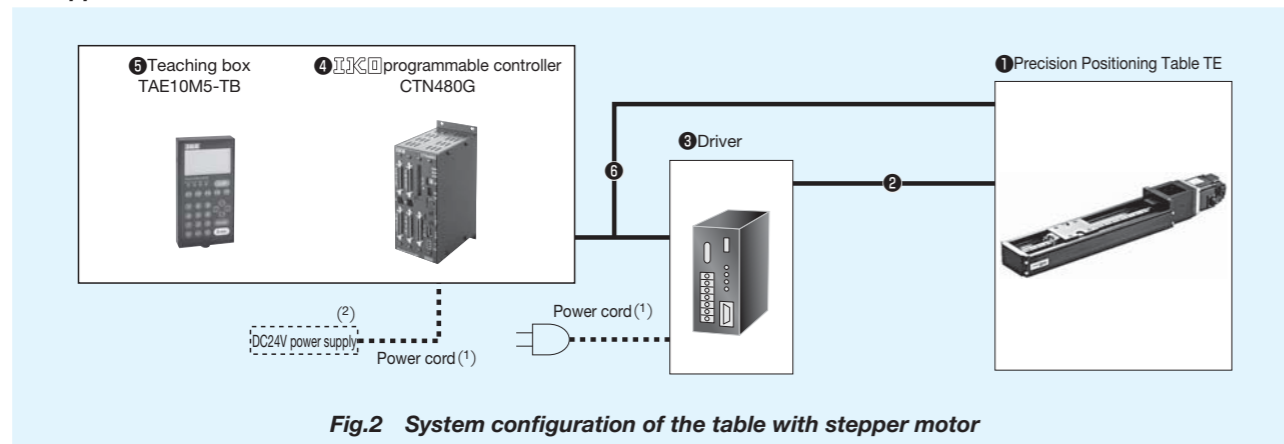 ❺Teaching box
TAE10M5-TB
❹IKO programmable controller
CTN480G
❶Precision Positioning Table TE
❸Driver
❻
❷
(2)
DC24V power supply
Power cord(1)
Power cord(1)
Fig.2 System configuration of the table with stepper motor